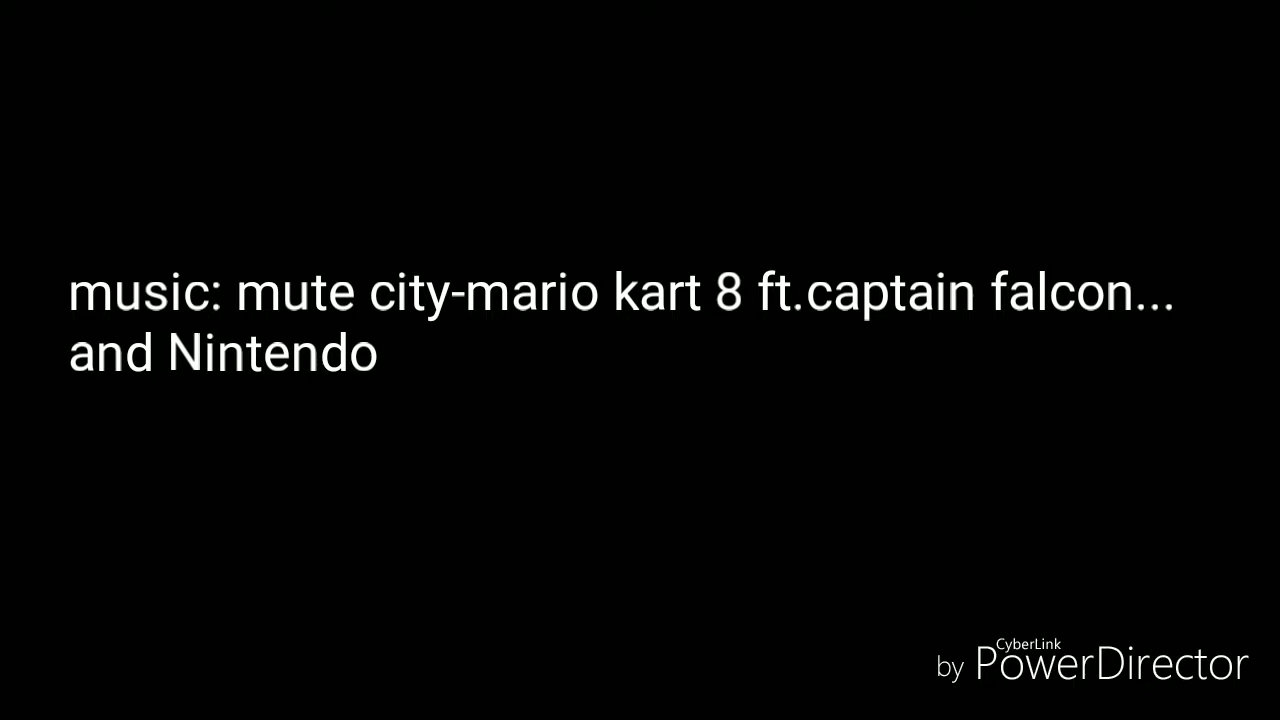 music: mute city-mario kart 8 ft.captain falcon...
and Nintendo
by CyberLink PowerDirector